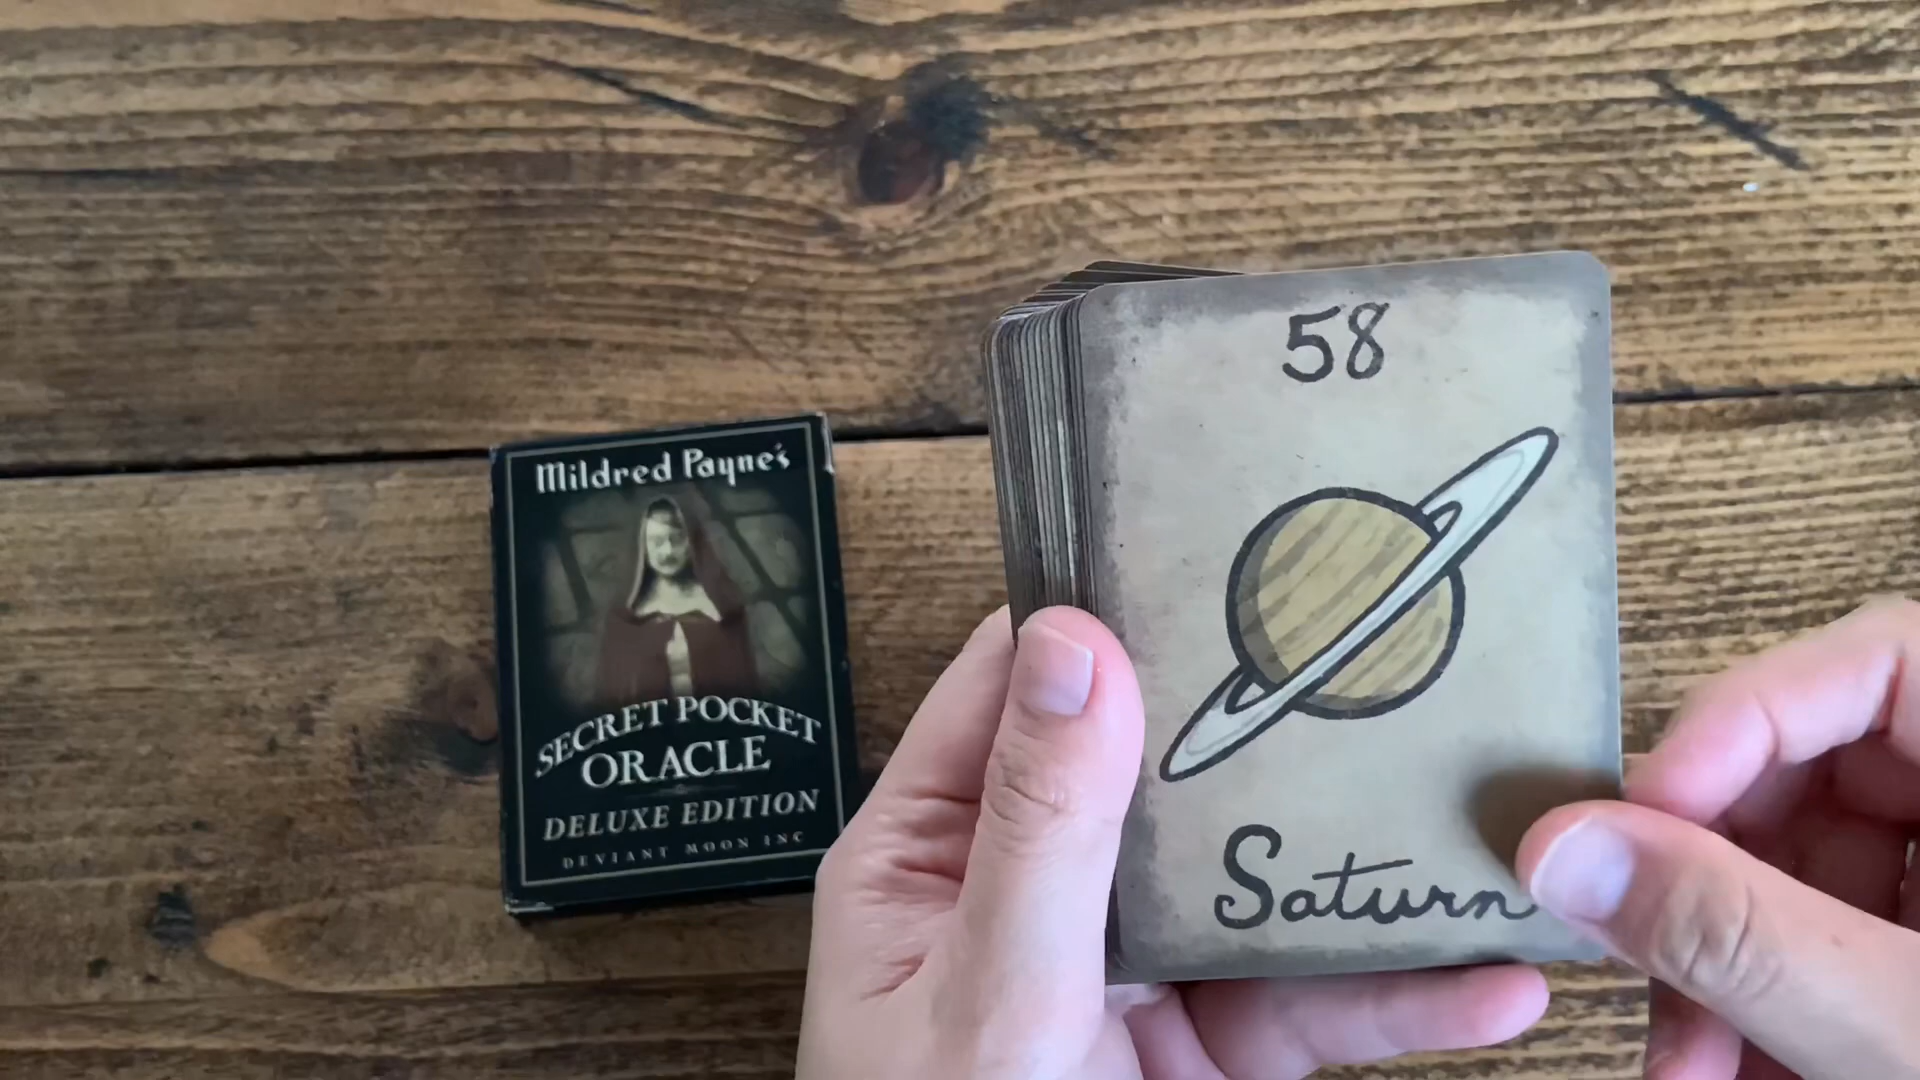 Mildred Payne's
SECRET POCKET
ORACLE
DELUXE EDITION
DEVIANT MOON INC
58
Saturn